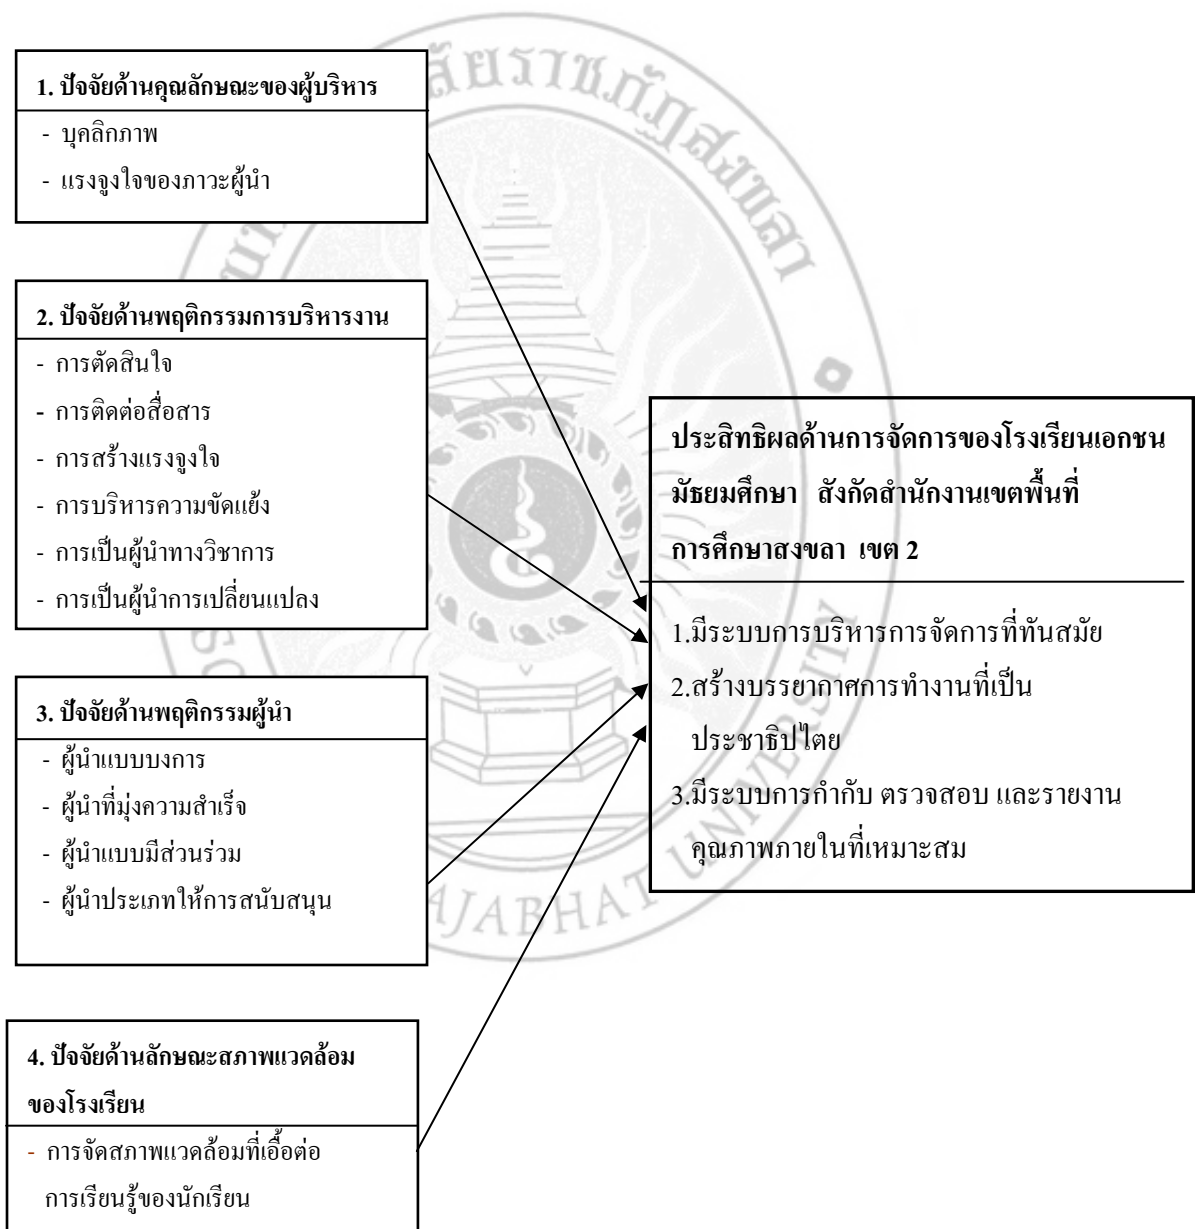 1. ปัจจัยด้านคุณลักษณะของผู้บริหาร
- บุคลิกภาพ
- แรงจูงใจของภาวะผู้นำ
2. ปัจจัยด้านพฤติกรรมการบริหารงาน
- การตัดสินใจ
- การติดต่อสื่อสาร
- การสร้างแรงจูงใจ
- การบริหารความขัดแย้ง
- การเป็นผู้นำทางวิชาการ
- การเป็นผู้นำการเปลี่ยนแปลง
3. ปัจจัยด้านพฤติกรรมผู้นำ
- ผู้นำแบบบงการ
- ผู้นำที่มุ่งความสำเร็จ
- ผู้นำแบบมีส่วนร่วม
- ผู้นำประเภทให้การสนับสนุน
4. ปัจจัยด้านลักษณะสภาพแวดล้อม
ของโรงเรียน
- การจัดสภาพแวดล้อมที่เอื้อต่อ
การเรียนรู้ของนักเรียน
ประสิทธิผลด้านการจัดการของโรงเรียนเอกชน
มัธยมศึกษา สังกัดสำนักงานเขตพื้นที่
การศึกษาสงขลา เขต 2
1.มีระบบการบริหารการจัดการที่ทันสมัย
2.สร้างบรรยากาศการทำงานที่เป็น
ประชาธิปไตย
3.มีระบบการกำกับ ตรวจสอบ และรายงาน
คุณภาพภายในที่เหมาะสม
ราชภัฏสงขลา
UNIVERSITY